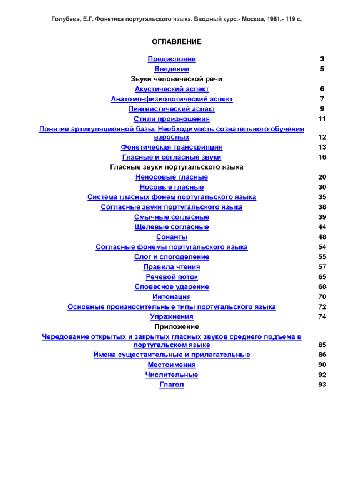 Голубева, Е.Г. Фонетика португальского языка. Вводный курс.- Москва, 1981.- 119 с.
ОГЛАВЛЕНИЕ
Предисловие 3
Введение 5
Звуки человеческой речи
Акустический аспект 6
Анатомо-физиологический аспект 7
Лингвистический аспект 9
Стили произношения 11
Понятие артикуляционной базы. Необходимость сознательного обучения
взрослых 12
Фонетическая транскрипция 13
Гласные и согласные звуки 16
Гласные звуки португальского языка
Неносовые гласные 20
Носовые гласные 30
Система гласных фонем португальского языка 35
Согласные звуки португальского языка 38
Смычные согласные 39
Щелевые согласные 44
Сонанты 48
Согласные фонемы португальского языка 54
Слог и слогоделение 55
Правила чтения 57
Речевой поток 65
Словесное ударение 68
Интонация 70
Основные произносительные типы португальского языка 72
Упражнения 74
Приложение
Чередование открытых и закрытых гласных звуков среднего подъема в
португальском языке 85
Имена существительные и прилагательные 86
Местоимения 90
Числительные 92
Глагол 93